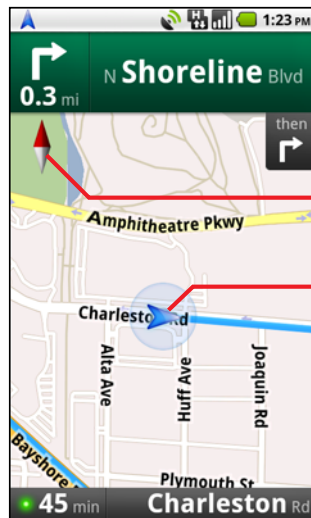 H
1:23 PM
N Shoreline Blvd
0.3 mi
then
Amphitheatre Pkwy
Charleston Rd
Alta Ave
Huff Ave
Joaquin Rd
Bayshore
Plymouth St
45 min
Charleston Rd